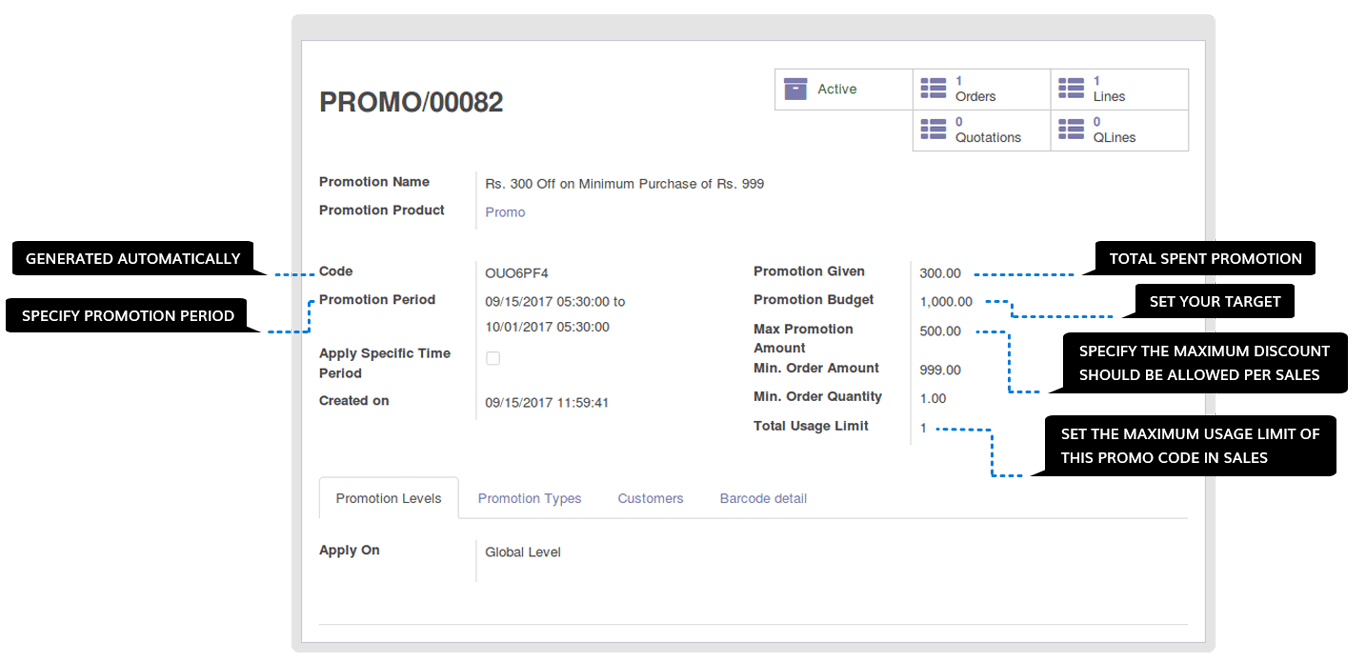 PROMO/00082
Active
1
Orders
1
Lines
0
Quotations
0
QLines
Promotion Name
Rs. 300 Off on Minimum Purchase of Rs. 999
Promotion Product
Promo
GENERATED AUTOMATICALLY
Code
OUO6PF4
SPECIFY PROMOTION PERIOD
Promotion Period
09/15/2017 05:30:00 to
10/01/2017 05:30:00
Apply Specific Time
Period
Created on
09/15/2017 11:59:41
Promotion Given
300.00
TOTAL SPENT PROMOTION
Promotion Budget
1,000.00
SET YOUR TARGET
Max Promotion
Amount
500.00
SPECIFY THE MAXIMUM DISCOUNT
SHOULD BE ALLOWED PER SALES
Min. Order Amount
999.00
Min. Order Quantity
1.00
Total Usage Limit
1
SET THE MAXIMUM USAGE LIMIT OF
THIS PROMO CODE IN SALES
Promotion Levels
Promotion Types
Customers
Barcode detail
Apply On
Global Level